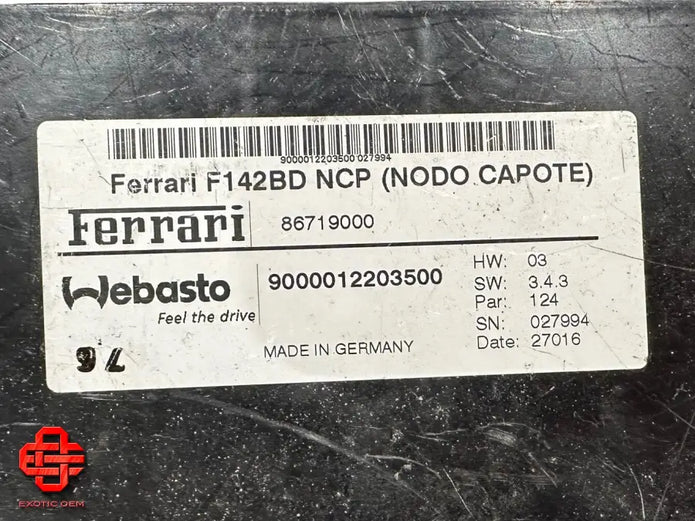 9000012203500 027994
Ferrari F142BD NCP (NODO CAPOTE)
Ferrari 86719000
Webasto 9000012203500
Feel the drive
MADE IN GERMANY
HW: 03
SW: 3.4.3
Par: 124
SN: 027994
Date: 27016
EXOTIC OEM